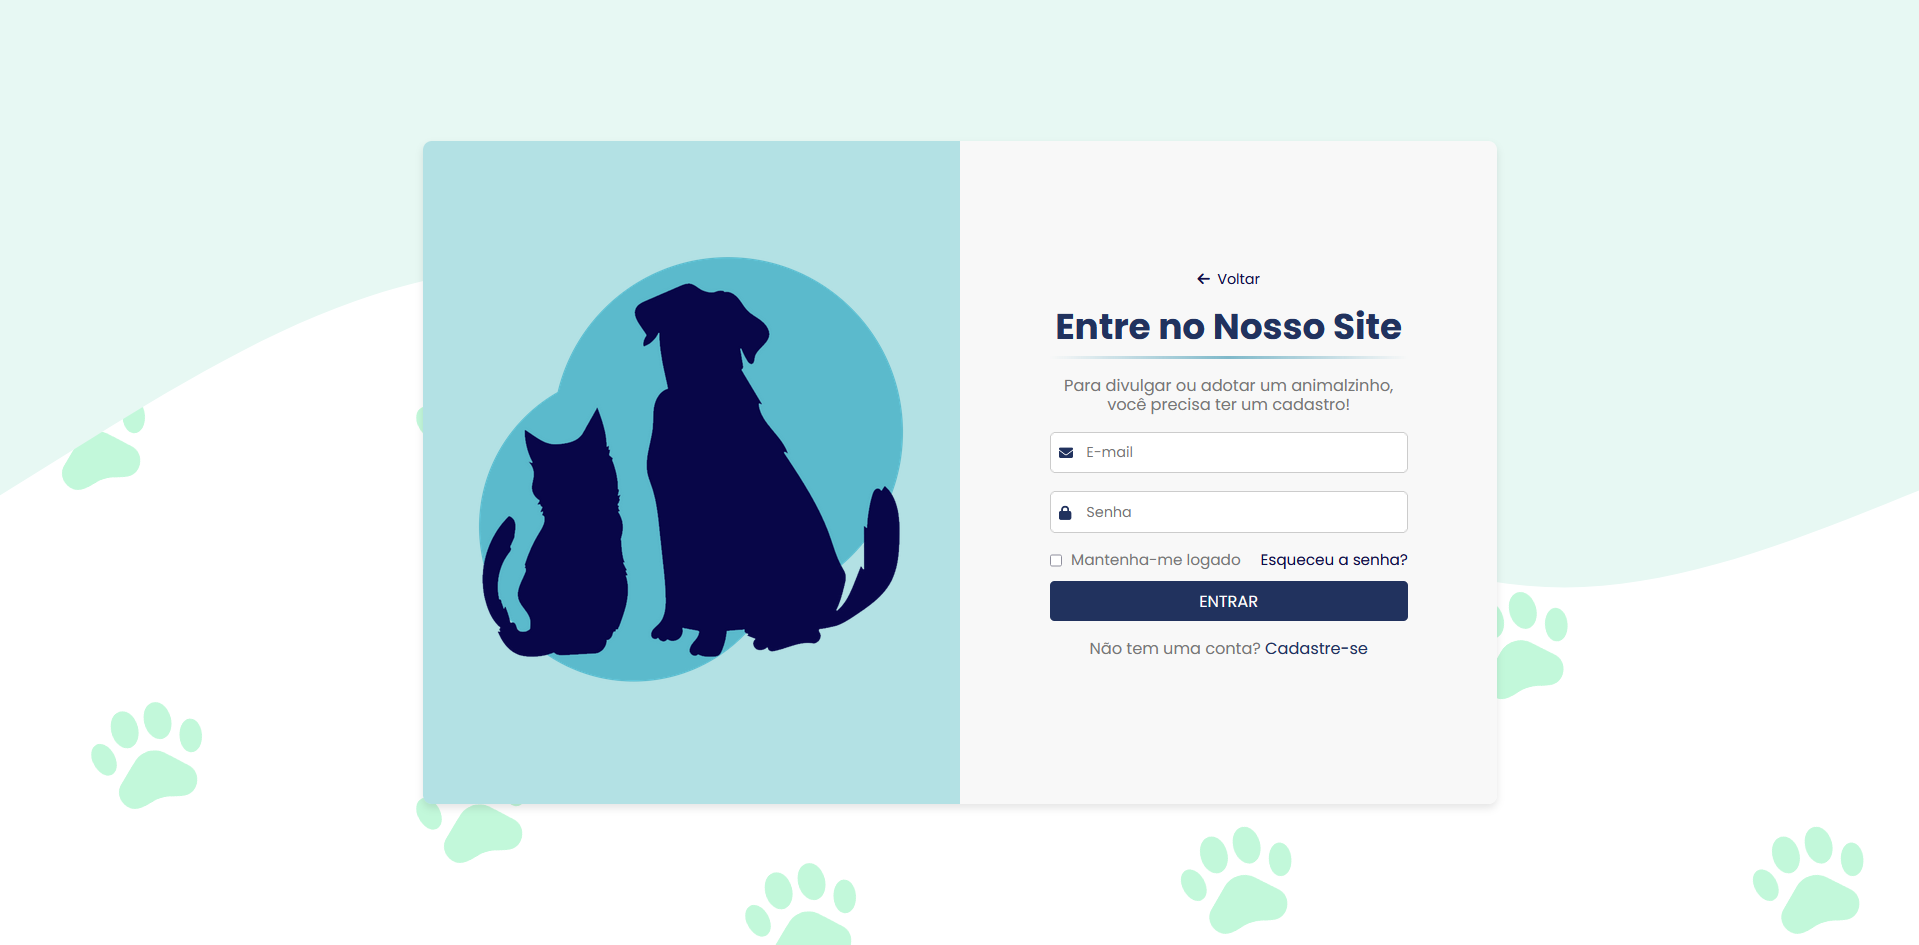 Voltar
Entre no Nosso Site
Para divulgar ou adotar um animalzinho,
você precisa ter um cadastro!
E-mail
Senha
Mantenha-me logado Esqueceu a senha?
ENTRAR
Não tem uma conta? Cadastre-se